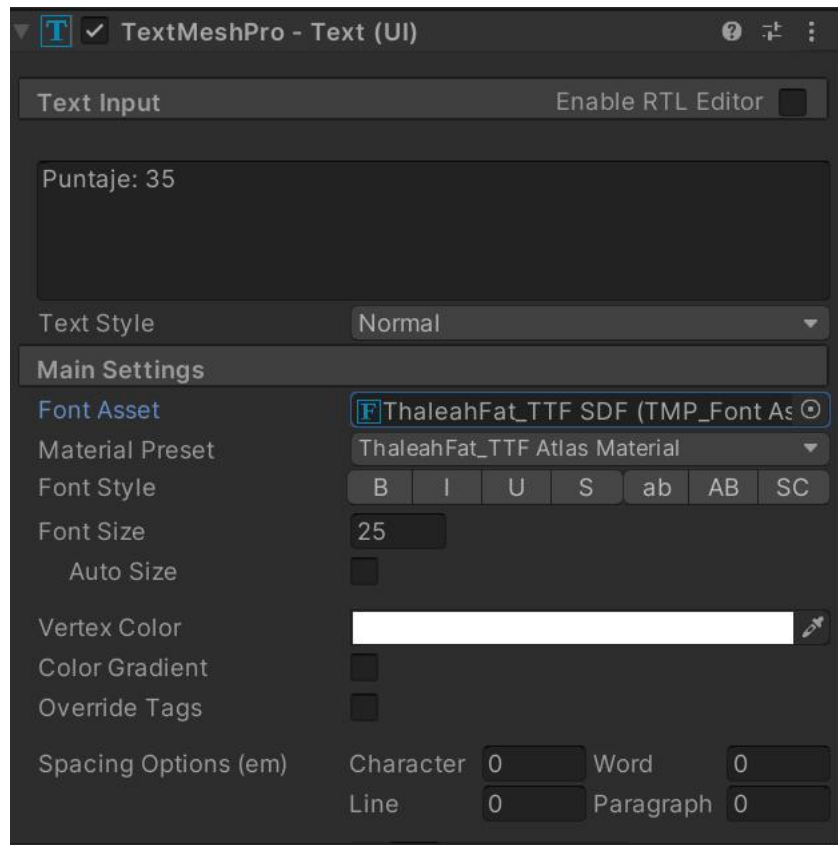 TextMeshPro - Text (UI)
Text Input Enable RTL Editor
Puntaje: 35
Text Style Normal
Main Settings
Font Asset ThaleahFat_TTF SDF (TMP_Font As
Material Preset ThaleahFat_TTF Atlas Material
Font Style B I U S ab AB SC
Font Size 25
Auto Size
Vertex Color
Color Gradient
Override Tags
Spacing Options (em) Character 0 Word 0
Line 0 Paragraph 0